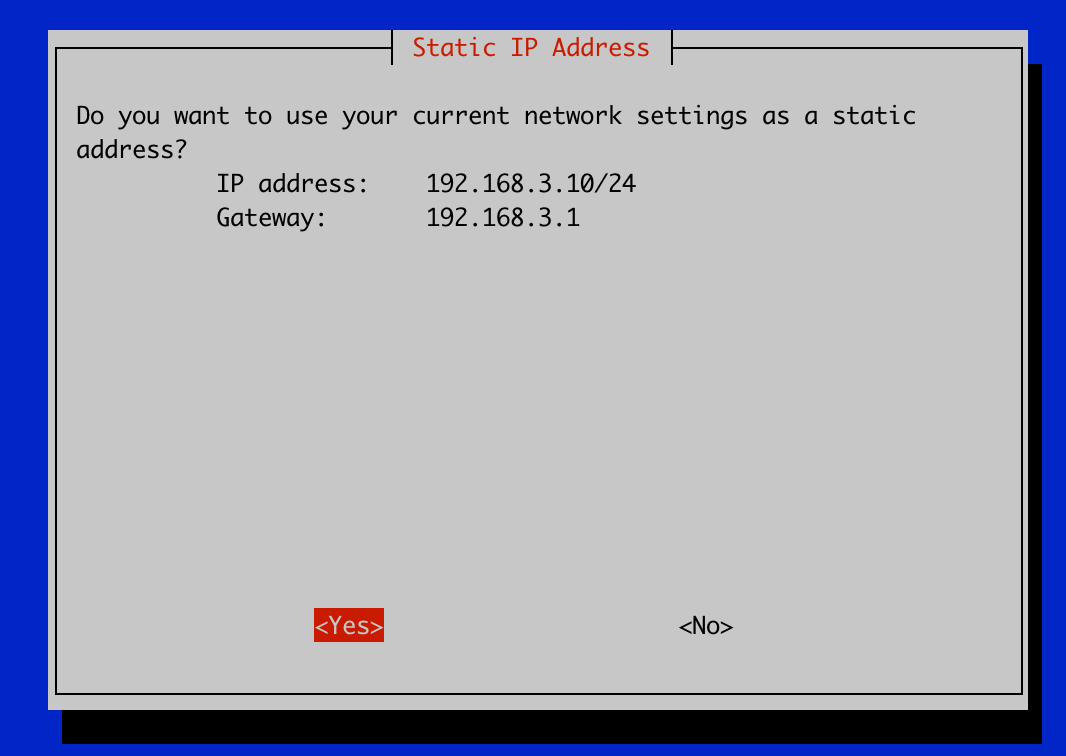 Static IP Address
Do you want to use your current network settings as a static
address?
IP address:    192.168.3.10/24
Gateway:       192.168.3.1
<Yes>                    <No>